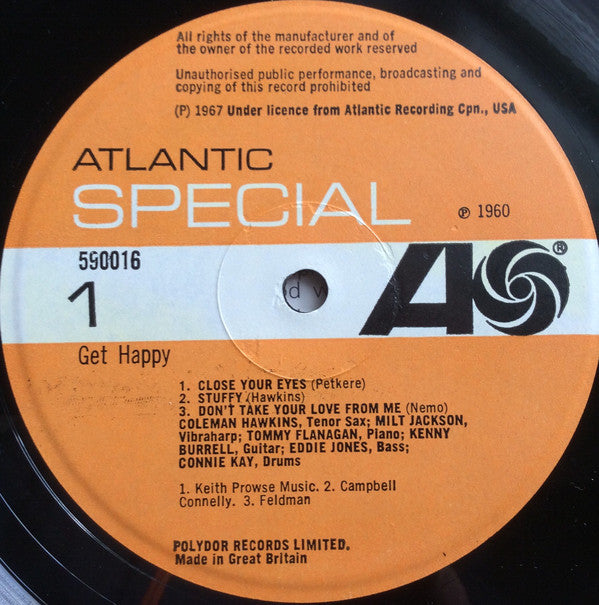 All rights of the manufacturer and of
the owner of the recorded work reserved
Unauthorised public performance, broadcasting and
copying of this record prohibited
(P) 1967 Under licence from Atlantic Recording Cpn., USA
ATLANTIC
SPECIAL
℗ 1960
590016
1
d v
A
®
Get Happy
1. CLOSE YOUR EYES (Petkere)
2. STUFFY (Hawkins)
3. DON'T TAKE YOUR LOVE FROM ME (Nemo)
COLEMAN HAWKINS, Tenor Sax; MILT JACKSON,
Vibraharp; TOMMY FLANAGAN, Piano; KENNY
BURRELL, Guitar; EDDIE JONES, Bass;
CONNIE KAY, Drums
1. Keith Prowse Music. 2. Campbell
Connelly. 3. Feldman
POLYDOR RECORDS LIMITED.
Made in Great Britain